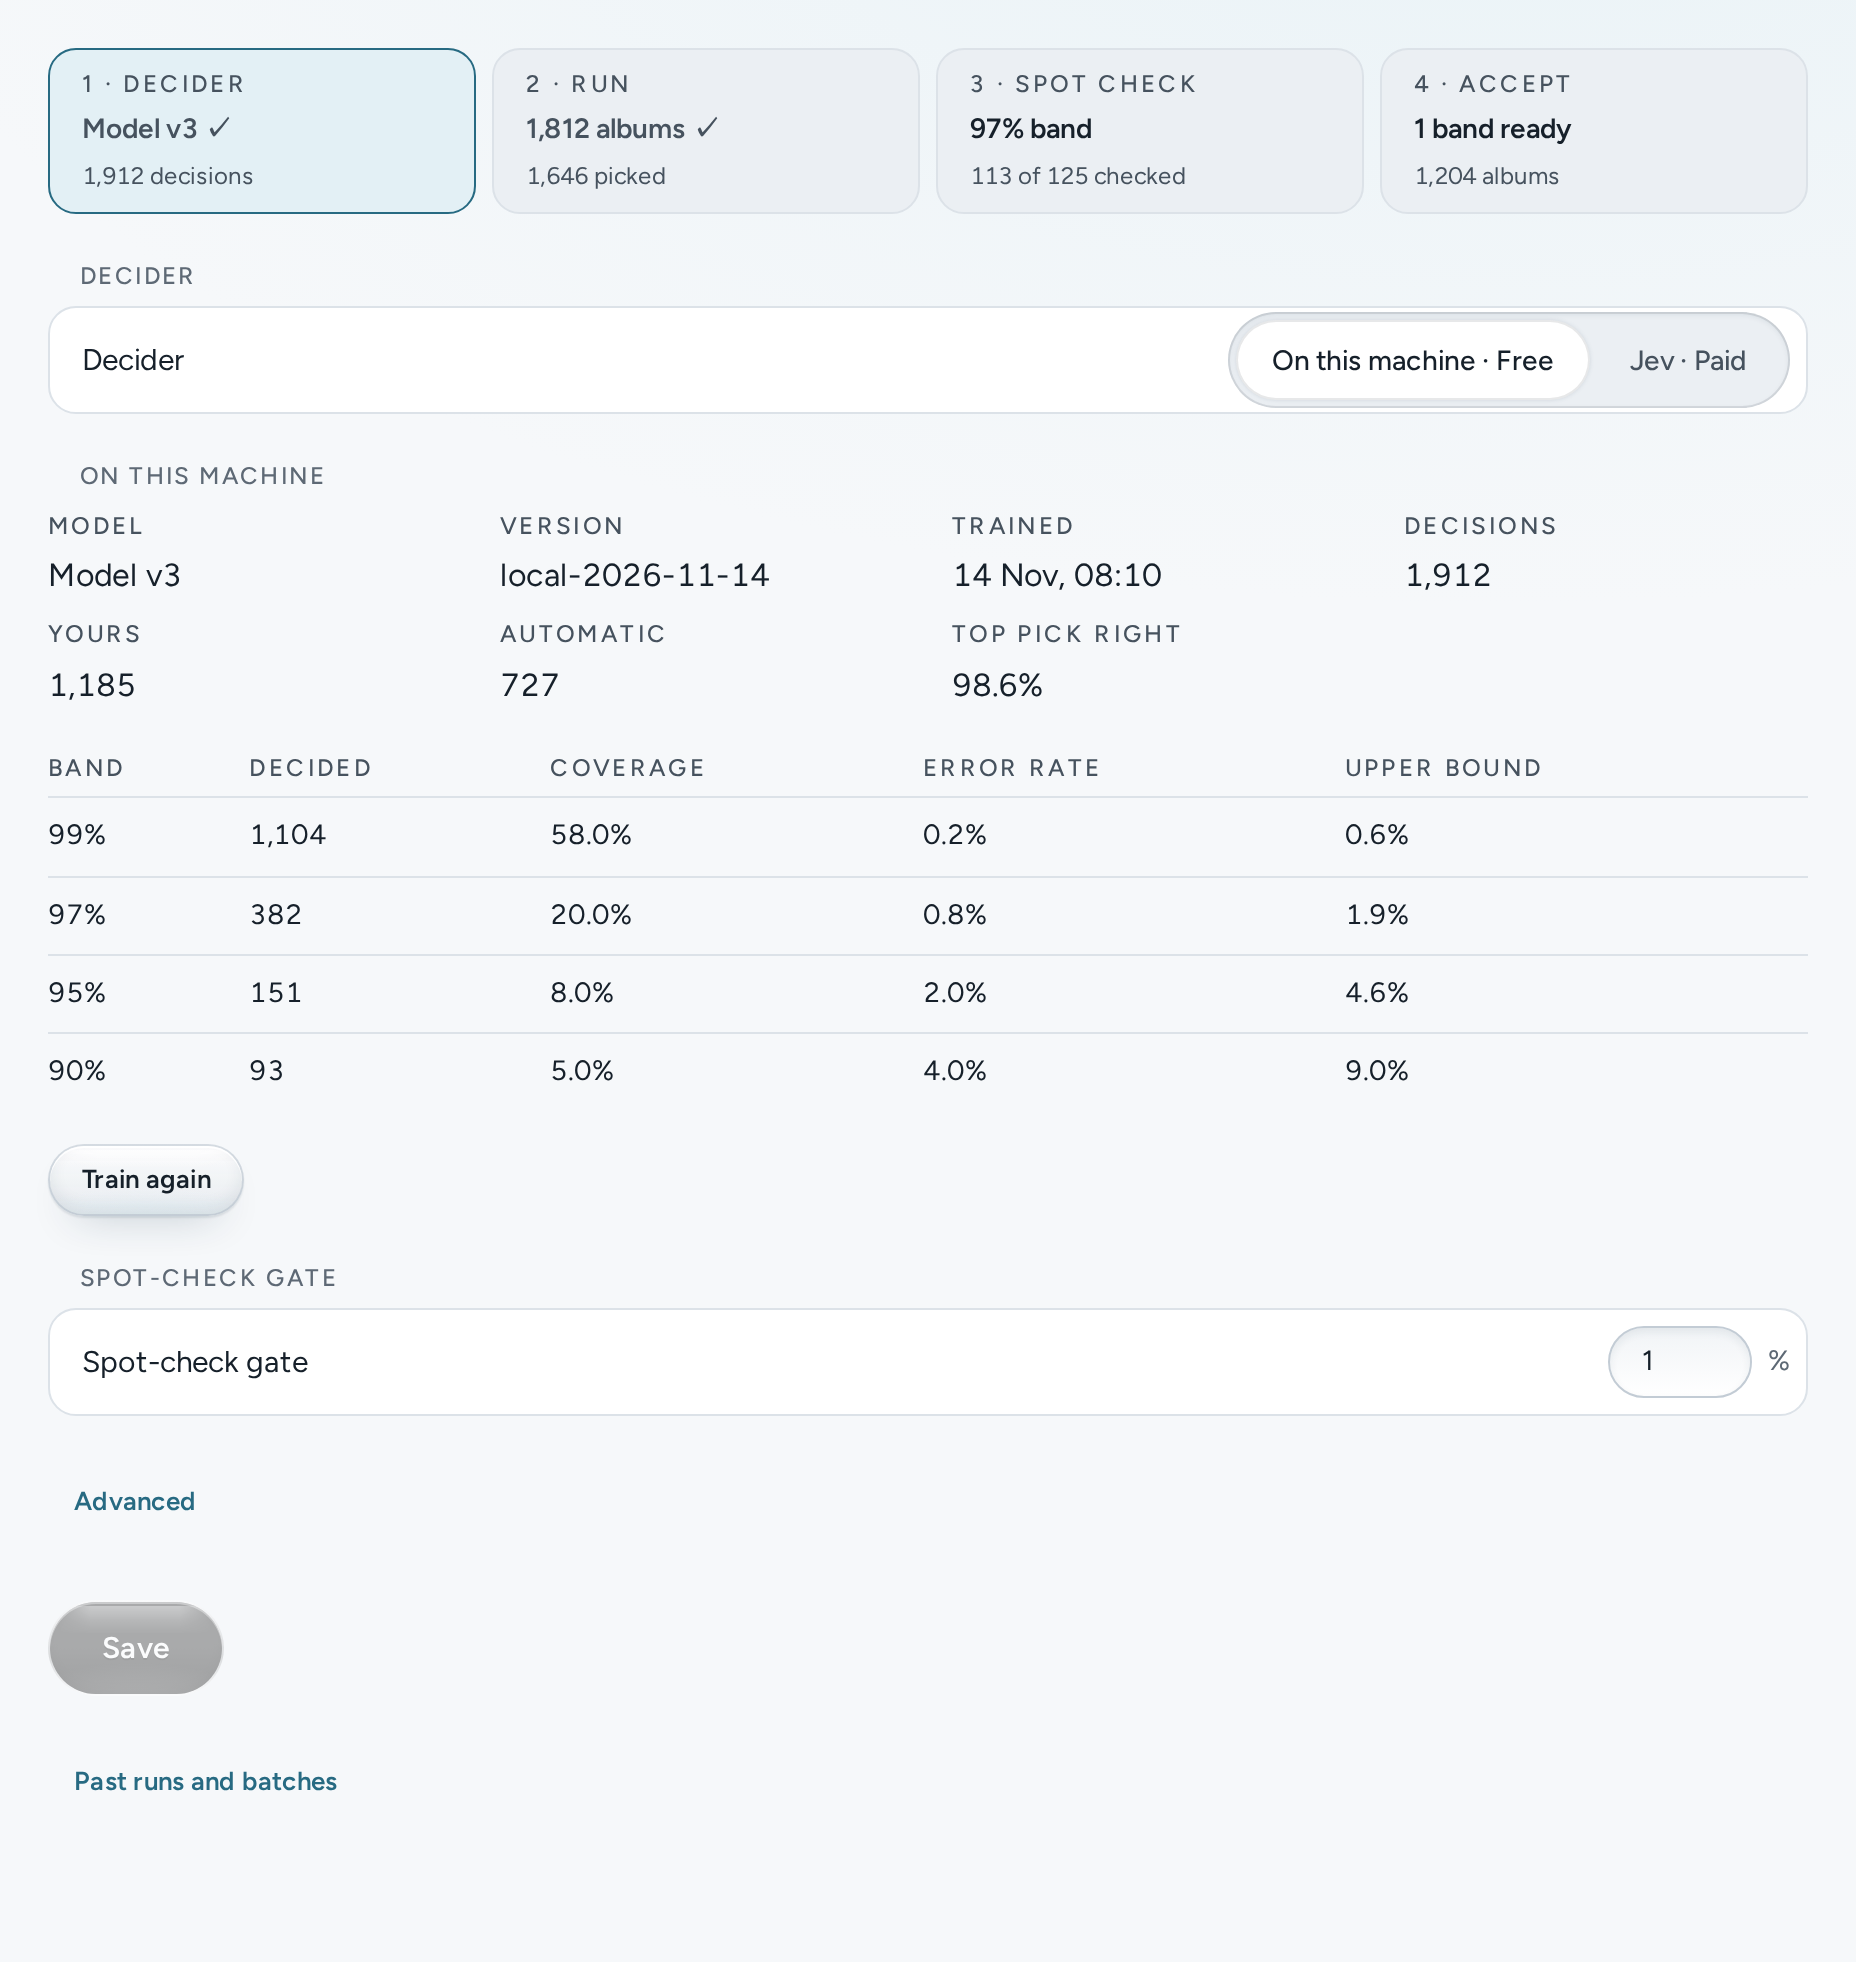 1 · DECIDER
Model v3 ✓
1,912 decisions
2 · RUN
1,812 albums ✓
1,646 picked
3 · SPOT CHECK
97% band
113 of 125 checked
4 · ACCEPT
1 band ready
1,204 albums
DECIDER
Decider On this machine · Free Jev · Paid
ON THIS MACHINE
MODEL VERSION TRAINED DECISIONS
Model v3 local-2026-11-14 14 Nov, 08:10 1,912
YOURS AUTOMATIC TOP PICK RIGHT
1,185 727 98.6%
BAND DECIDED COVERAGE ERROR RATE UPPER BOUND
99% 1,104 58.0% 0.2% 0.6%
97% 382 20.0% 0.8% 1.9%
95% 151 8.0% 2.0% 4.6%
90% 93 5.0% 4.0% 9.0%
Train again
SPOT-CHECK GATE
Spot-check gate 1 %
Advanced
Save
Past runs and batches